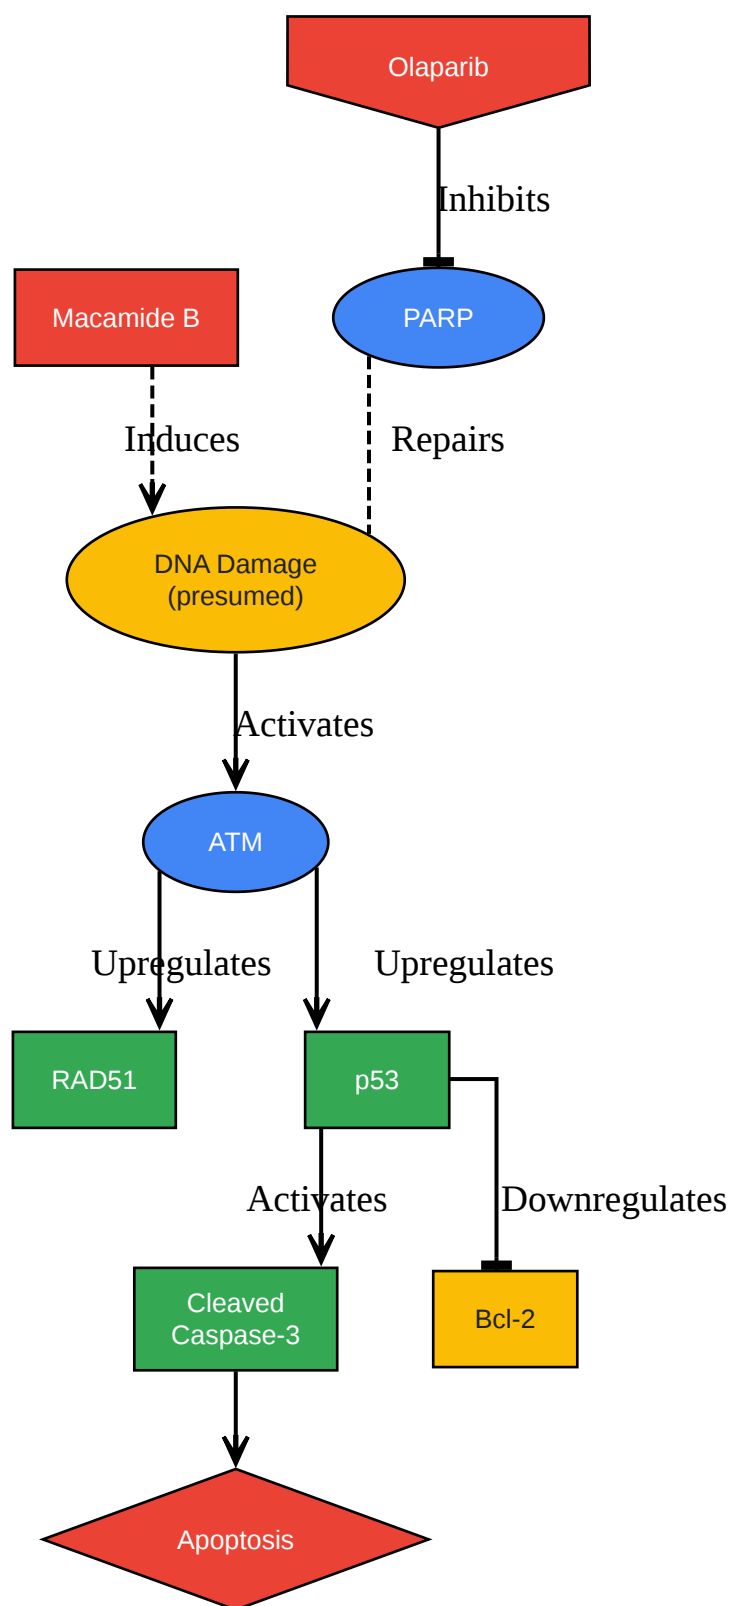 Olaparib
Inhibits
Macamide B
PARP
Induces
Repairs
DNA Damage
(presumed)
Activates
ATM
Upregulates
Upregulates
RAD51
p53
Activates
Downregulates
Cleaved
Caspase-3
Bcl-2
Apoptosis